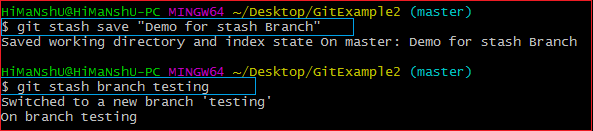 HiMaNshU@HiMaNshU-PC MINGW64 ~/Desktop/GitExample2 (master)
$ git stash save "Demo for stash Branch"
Saved working directory and index state On master: Demo for stash Branch
HiMaNshU@HiMaNshU-PC MINGW64 ~/Desktop/GitExample2 (master)
$ git stash branch testing
Switched to a new branch 'testing'
On branch testing